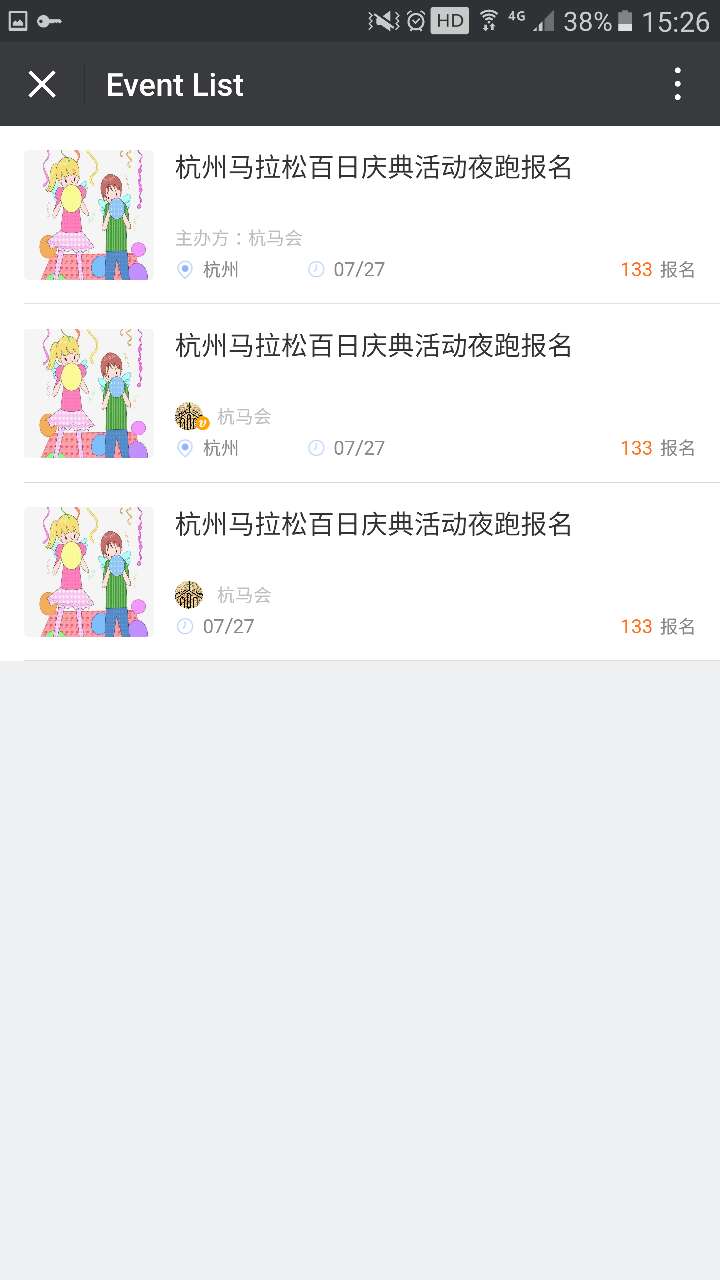 HD 4G 38% 15:26
Event List
杭州马拉松百日庆典活动夜跑报名
主办方：杭马会
杭州 07/27 133 报名
杭州马拉松百日庆典活动夜跑报名
杭马会
杭州 07/27 133 报名
杭州马拉松百日庆典活动夜跑报名
杭马会
07/27 133 报名